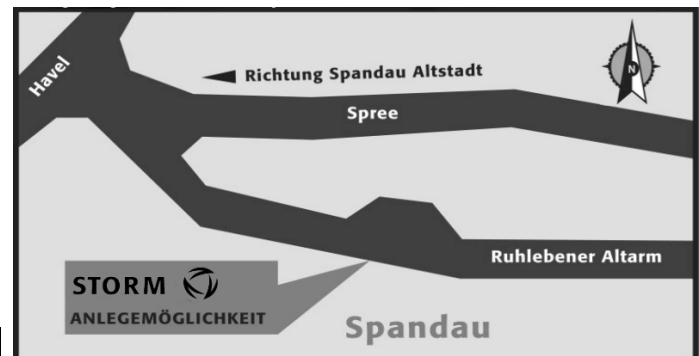 Havel
Richtung Spandau Altstadt
N
Spree
Ruhlebener Altarm
STORM
ANLEGEMÖGLICHKEIT
Spandau